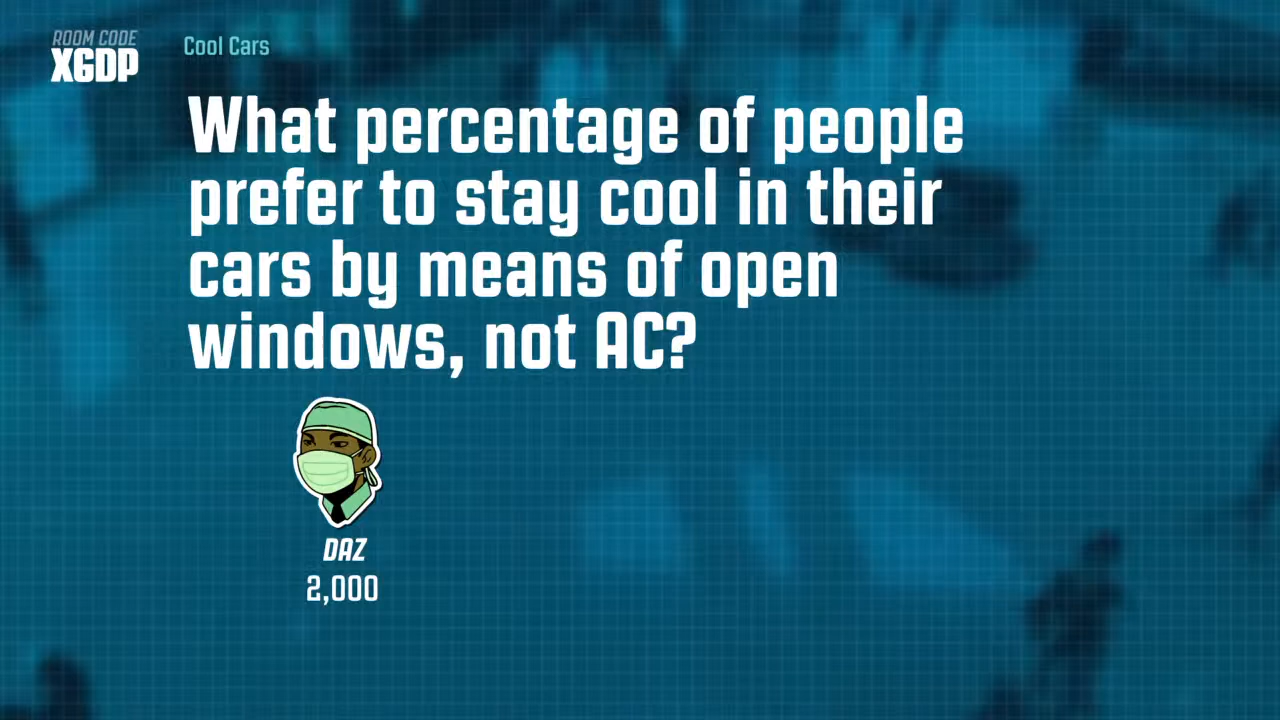 ROOM CODE
X6DP
Cool Cars
What percentage of people
prefer to stay cool in their
cars by means of open
windows, not AC?
DAZ
2,000